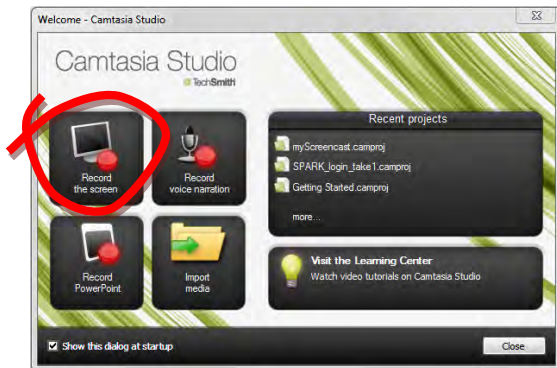 Welcome - Camtasia Studio
Camtasia Studio
TechSmith
Record
the screen
Record
voice narration
Record
PowerPoint
Import
media
Recent projects
myScreencast.camproj
SPARK_login_take1.camproj
Getting Started.camproj
more...
Visit the Learning Center
Watch video tutorials on Camtasia Studio
Show this dialog at startup
Close